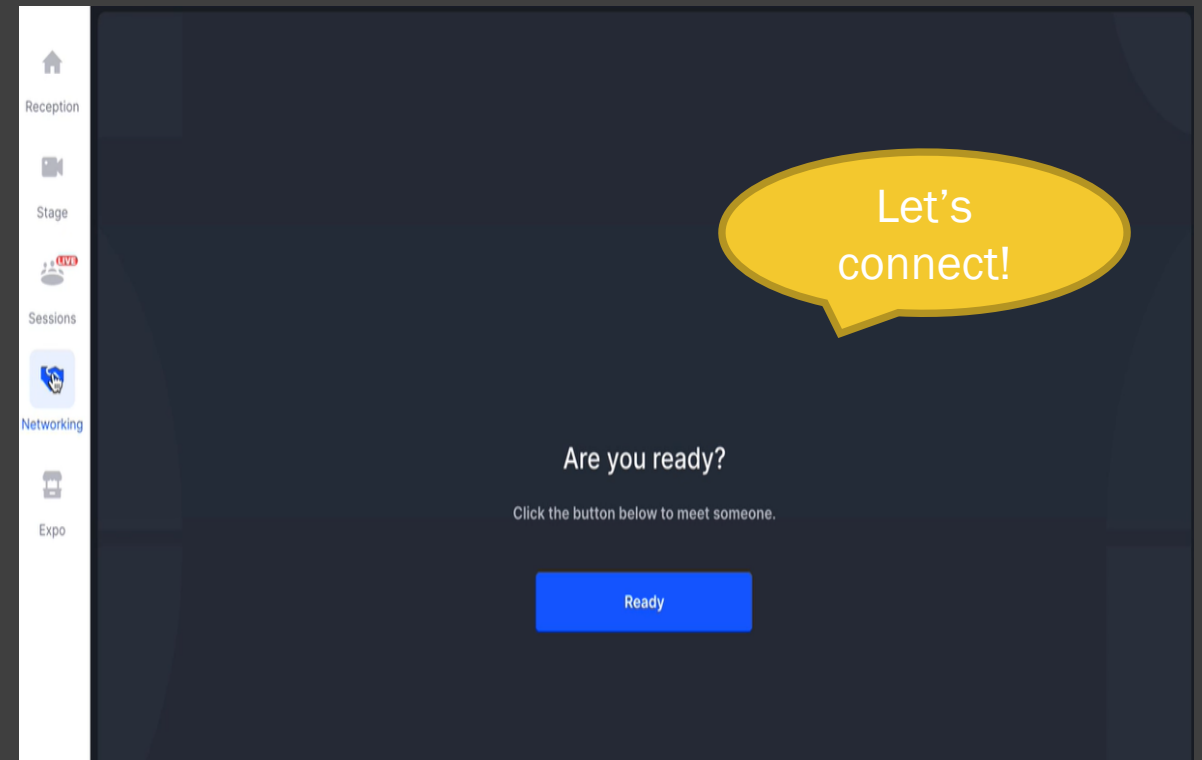 Reception
Stage
LIVE
Sessions
Networking
Expo
Let's
connect!
Are you ready?
Click the button below to meet someone.
Ready